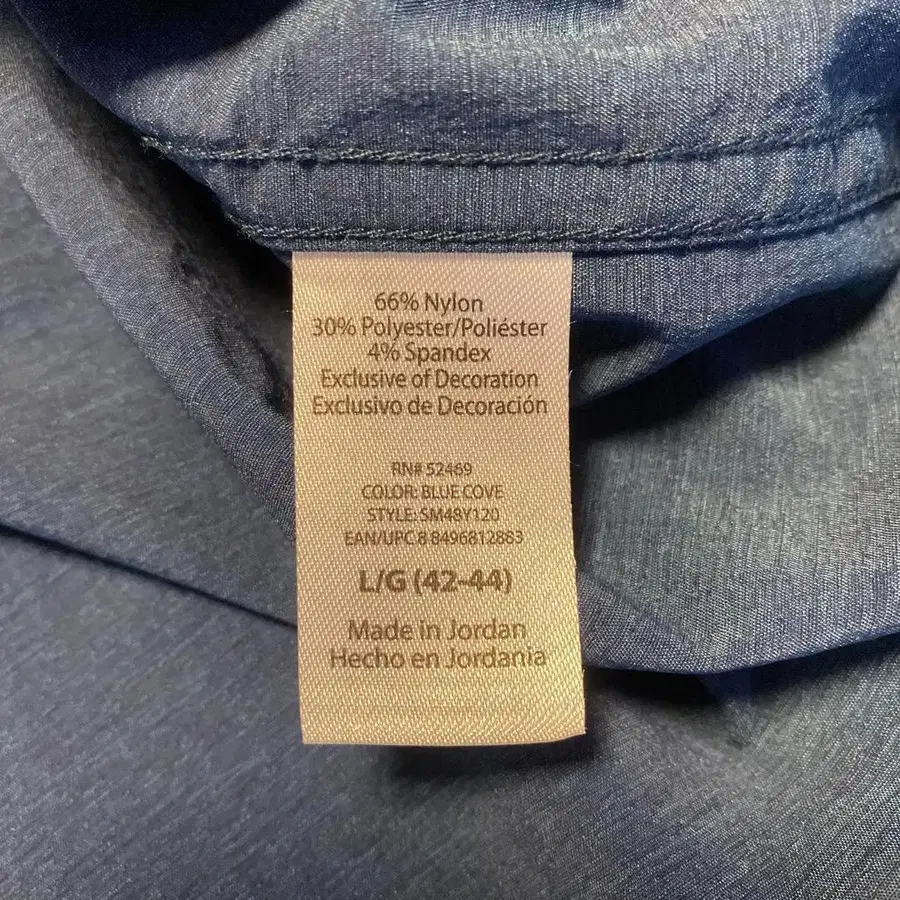 66% Nylon
30% Polyester/Poliéster
4% Spandex
Exclusive of Decoration
Exclusivo de Decoración
RN# 52469
COLOR: BLUE COVE
STYLE: SM48Y120
EAN/UPC 8 8496812883
L/G (42-44)
Made in Jordan
Hecho en Jordania